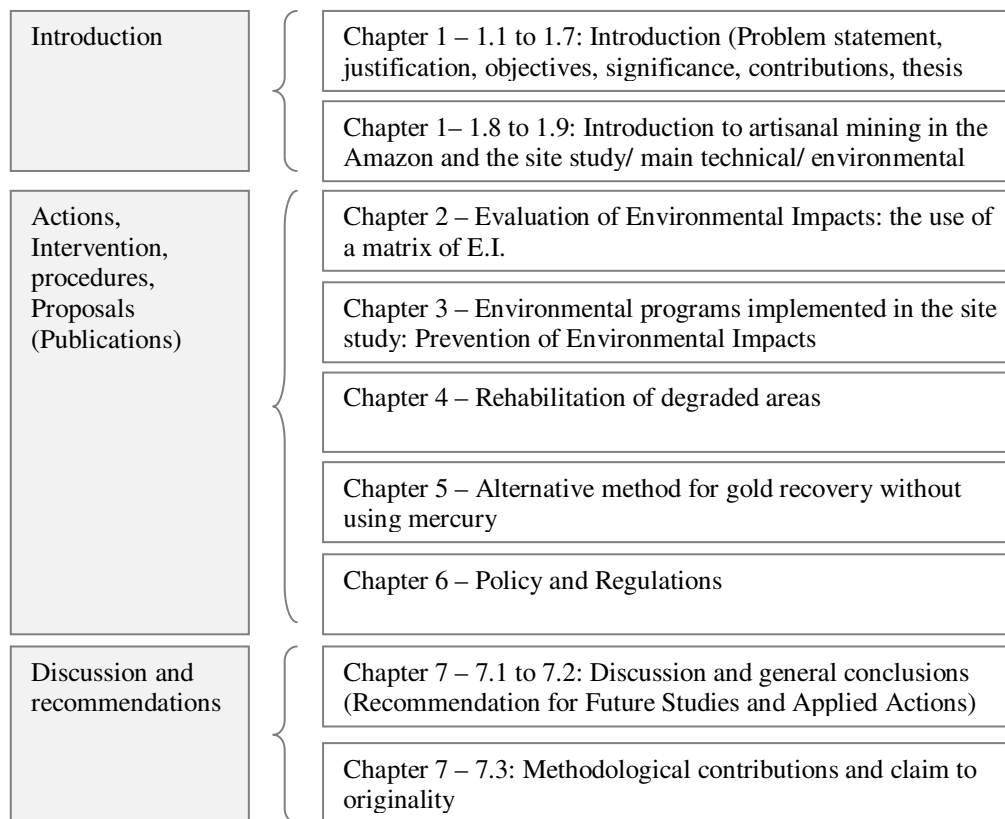 Introduction
Chapter 1 – 1.1 to 1.7: Introduction (Problem statement,
justification, objectives, significance, contributions, thesis
Chapter 1– 1.8 to 1.9: Introduction to artisanal mining in the
Amazon and the site study/ main technical/ environmental
Actions,
Intervention,
procedures,
Proposals
(Publications)
Chapter 2 – Evaluation of Environmental Impacts: the use of
a matrix of E.I.
Chapter 3 – Environmental programs implemented in the site
study: Prevention of Environmental Impacts
Chapter 4 – Rehabilitation of degraded areas
Chapter 5 – Alternative method for gold recovery without
using mercury
Chapter 6 – Policy and Regulations
Discussion and
recommendations
Chapter 7 – 7.1 to 7.2: Discussion and general conclusions
(Recommendation for Future Studies and Applied Actions)
Chapter 7 – 7.3: Methodological contributions and claim to
originality